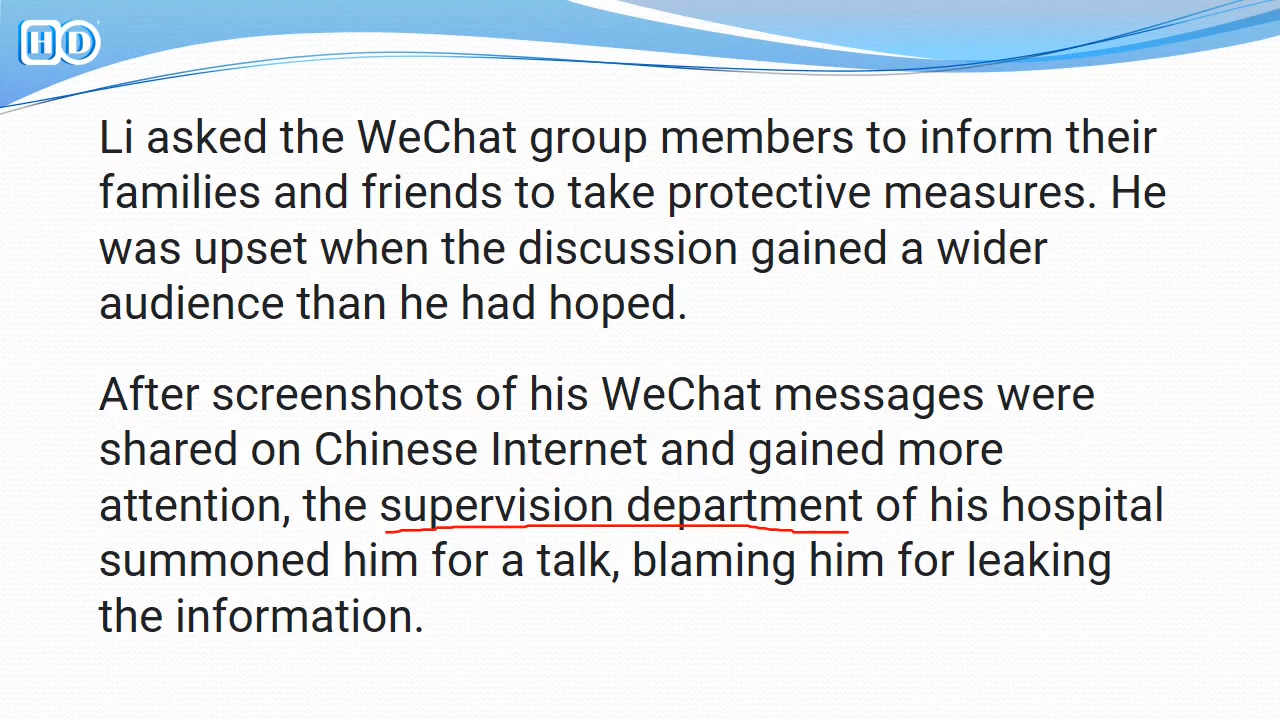 HD
Li asked the WeChat group members to inform their
families and friends to take protective measures. He
was upset when the discussion gained a wider
audience than he had hoped.
After screenshots of his WeChat messages were
shared on Chinese Internet and gained more
attention, the supervision department of his hospital
summoned him for a talk, blaming him for leaking
the information.